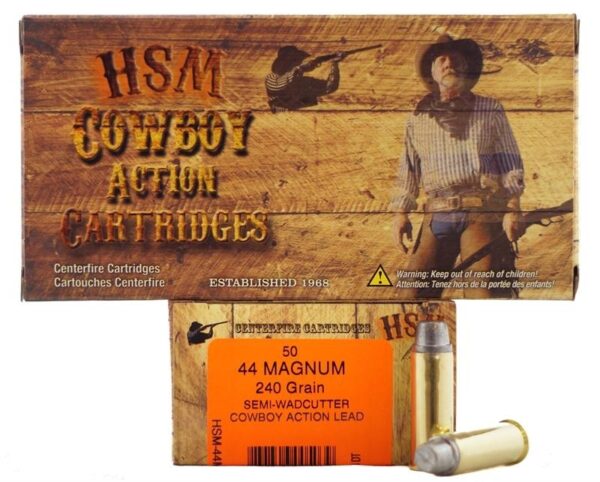 HSM
COWBOY
ACTION
CARTRIDGES
Centerfire Cartridges
Cartouches Centerfire
ESTABLISHED 1968
Warning: Keep out of reach of children!
Attention: Tenez hors de la portée des enfants!
CENTERFIRE CARTRIDGES
HSM
50
44 MAGNUM
240 Grain
SEMI-WADCUTTER
COWBOY ACTION LEAD